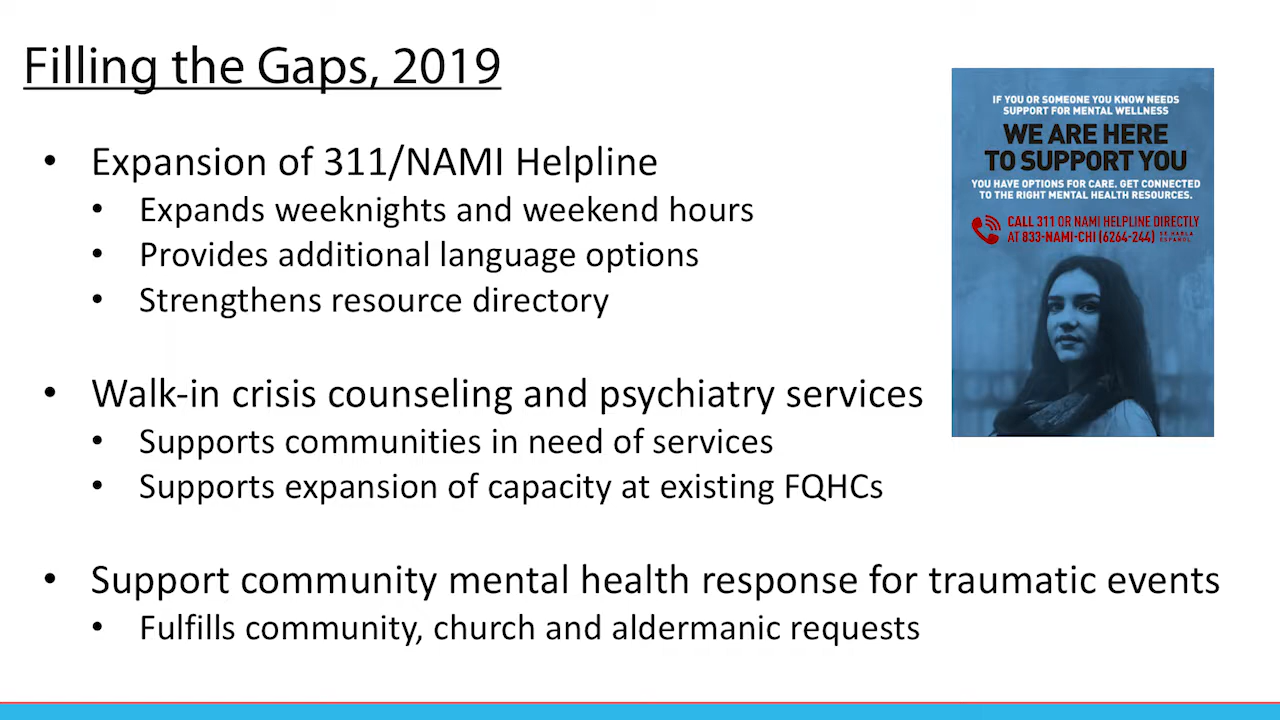 Filling the Gaps, 2019
• Expansion of 311/NAMI Helpline
• Expands weeknights and weekend hours
• Provides additional language options
• Strengthens resource directory
• Walk-in crisis counseling and psychiatry services
• Supports communities in need of services
• Supports expansion of capacity at existing FQHCs
• Support community mental health response for traumatic events
• Fulfills community, church and aldermanic requests
IF YOU OR SOMEONE YOU KNOW NEEDS
SUPPORT FOR MENTAL WELLNESS
WE ARE HERE
TO SUPPORT YOU
YOU HAVE OPTIONS FOR CARE. GET CONNECTED
TO THE RIGHT MENTAL HEALTH RESOURCES.
CALL 311 OR NAMI HELPLINE DIRECTLY
AT 833-NAMI-CHI (6264-244) SE HABLA
ESPAÑOL